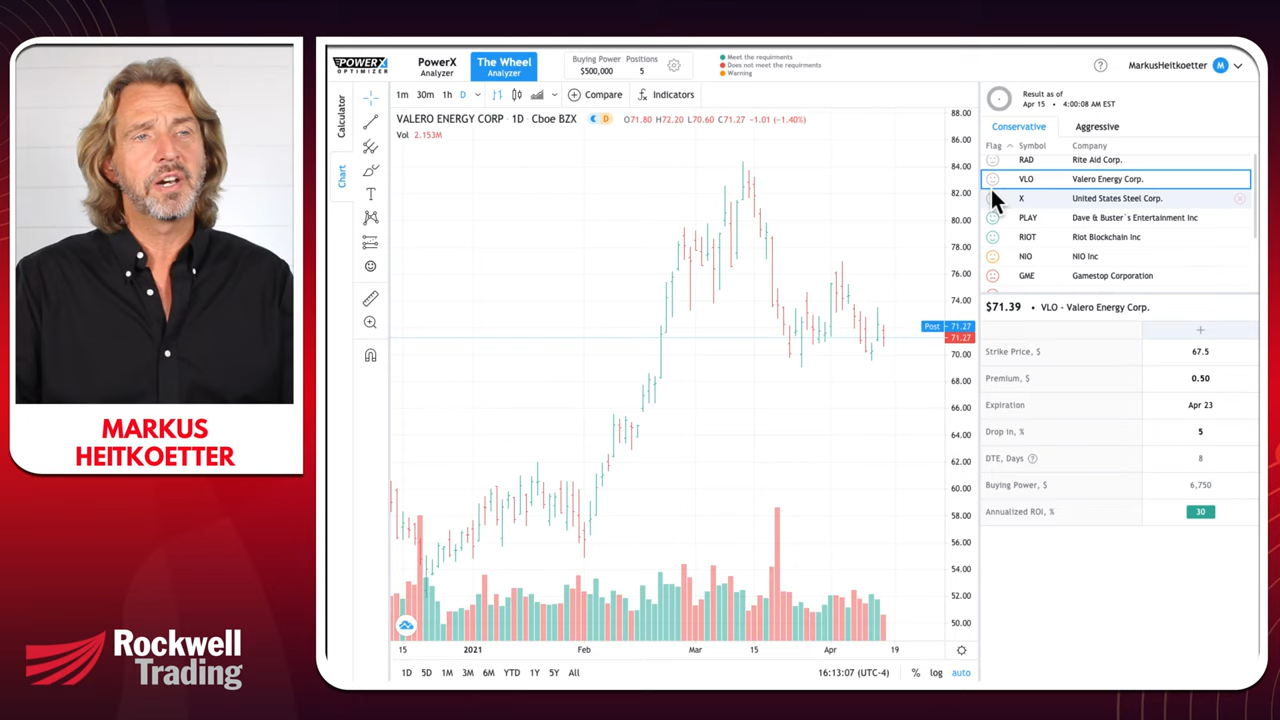 MARKUS
HEITKOETTER
Rockwell
Trading
POWERX
OPTIMIZER
PowerX
Analyzer
The Wheel
Analyzer
Buying Power Positions
$500,000 5
Meet the requirments
Does not meet the requirments
Warning
MarkusHeitkoetter M
Calculator
Chart
1m 30m 1h D Compare Indicators
VALERO ENERGY CORP · 1D · Cboe BZX D O71.80 H72.20 L70.60 C71.27 -1.01 (-1.40%)
Vol 2.153M
88.00
86.00
84.00
82.00
80.00
78.00
76.00
74.00
Post 71.27
71.27
70.00
68.00
66.00
64.00
62.00
60.00
58.00
56.00
54.00
52.00
50.00
15 2021 Feb Mar 15 Apr 19
1D 5D 1M 3M 6M YTD 1Y 5Y All 16:13:07 (UTC-4) % log auto
Result as of
Apr 15 • 4:00:08 AM EST
Conservative Aggressive
Flag Symbol Company
RAD Rite Aid Corp.
VLO Valero Energy Corp.
X United States Steel Corp.
PLAY Dave & Buster`s Entertainment Inc
RIOT Riot Blockchain Inc
NIO NIO Inc
GME Gamestop Corporation
$71.39 • VLO - Valero Energy Corp.
+
Strike Price, $ 67.5
Premium, $ 0.50
Expiration Apr 23
Drop in, % 5
DTE, Days ? 8
Buying Power, $ 6,750
Annualized ROI, % 30